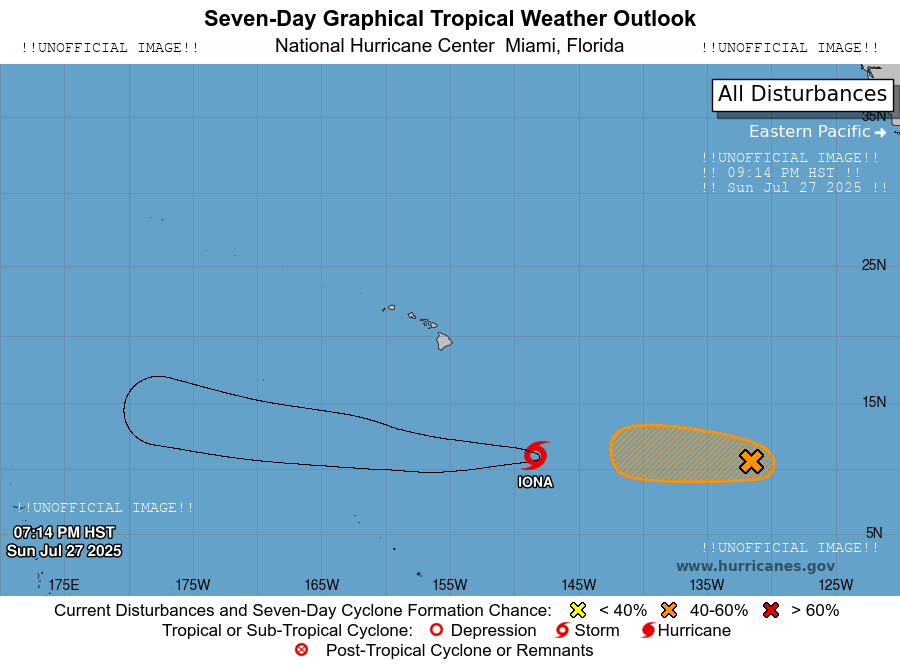 Seven-Day Graphical Tropical Weather Outlook
!!UNOFFICIAL IMAGE!! National Hurricane Center Miami, Florida !!UNOFFICIAL IMAGE!!
All Disturbances
35N
Eastern Pacific
!!UNOFFICIAL IMAGE!!
!! 09:14 PM HST !!
!! Sun Jul 27 2025 !!
25N
15N
IONA
!!UNOFFICIAL IMAGE!!
07:14 PM HST
Sun Jul 27 2025
5N
!!UNOFFICIAL IMAGE!!
www.hurricanes.gov
175E 175W 165W 155W 145W 135W 125W
Current Disturbances and Seven-Day Cyclone Formation Chance: < 40% 40-60% > 60%
Tropical or Sub-Tropical Cyclone: Depression Storm Hurricane
Post-Tropical Cyclone or Remnants